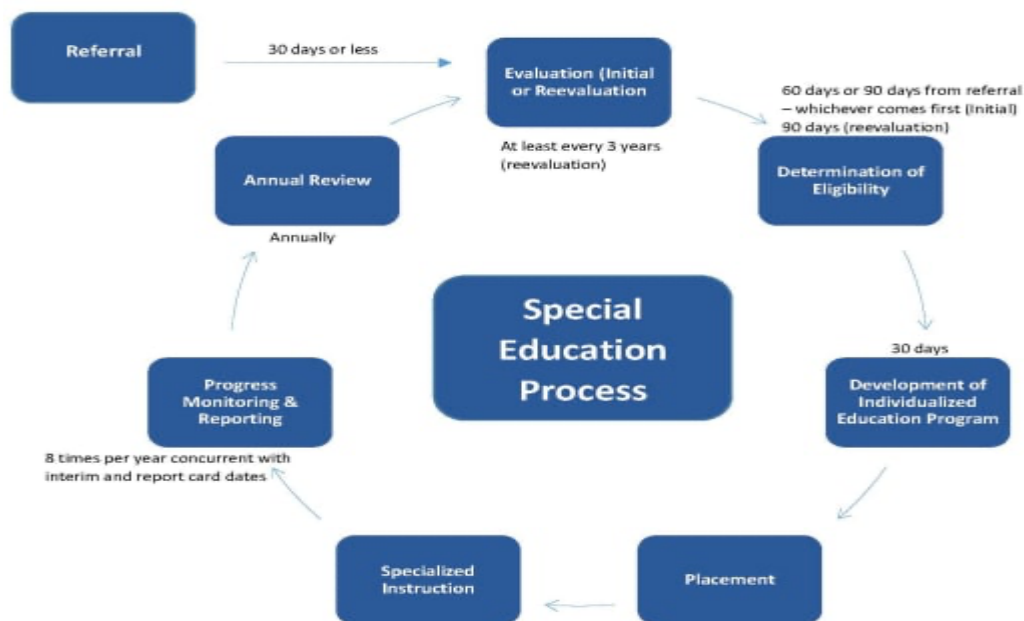 Referral
30 days or less
Evaluation (Initial
or Reevaluation
At least every 3 years
(reevaluation)
60 days or 90 days from referral
– whichever comes first (Initial)
90 days (reevaluation)
Determination of
Eligibility
30 days
Development of
Individualized
Education Program
Placement
Specialized
Instruction
Progress
Monitoring &
Reporting
8 times per year concurrent with
interim and report card dates
Annual Review
Annually
Special
Education
Process